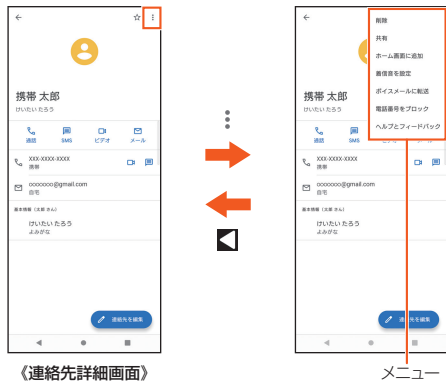 携帯 太郎
けいたい たろう
通話
SMS
ビデオ
メール
XXX-XXXX-XXXX
携帯
ooooooo@gmail.com
自宅
基本情報（太郎 さん）
けいたい たろう
よみがな
連絡先を編集
《連絡先詳細画面》
削除
共有
ホーム画面に追加
着信音を設定
ボイスメールに転送
電話番号をブロック
ヘルプとフィードバック
携帯 太郎
けいたい たろう
通話
SMS
ビデオ
メール
XXX-XXXX-XXXX
携帯
ooooooo@gmail.com
自宅
基本情報（太郎 さん）
けいたい たろう
よみがな
連絡先を編集
メニュー